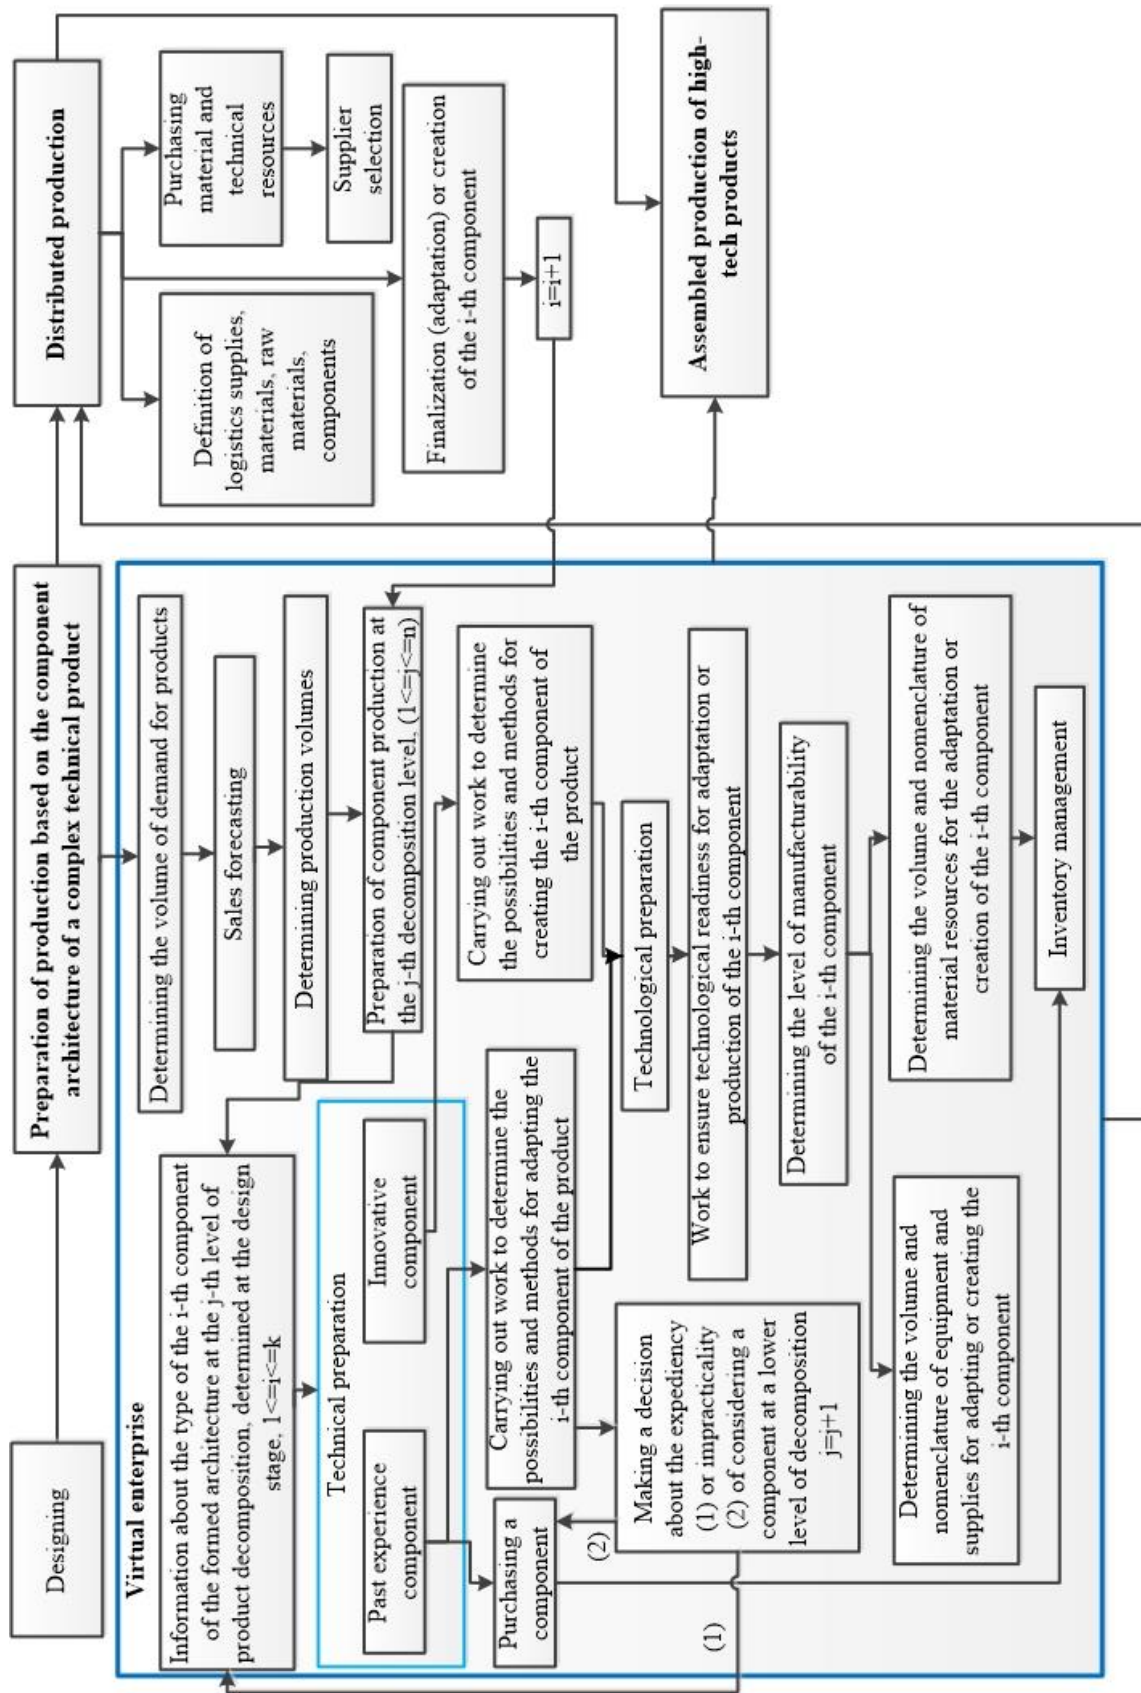 Designing
Preparation of production based on the component
architecture of a complex technical product
Distributed production
Virtual enterprise
Determining the volume of demand for products
Sales forecasting
Determining production volumes
Preparation of component production at
the j-th decomposition level, (1<=j<=n)
Information about the type of the i-th component
of the formed architecture at the j-th level of
product decomposition, determined at the design
stage, 1<=i<=k
Technical preparation
Past experience
component
Innovative
component
Purchasing a
component
Carrying out work to determine the
possibilities and methods for adapting the
i-th component of the product
Carrying out work to determine
the possibilities and methods for
creating the i-th component of
the product
(2)
(1)
Making a decision
about the expediency
(1) or impracticality
(2) of considering a
component at a lower
level of decomposition
j=j+1
Technological preparation
Work to ensure technological readiness for adaptation or
production of the i-th component
Determining the level of manufacturability
of the i-th component
Determining the volume and
nomenclature of equipment and
supplies for adapting or creating the
i-th component
Determining the volume and nomenclature of
material resources for the adaptation or
creation of the i-th component
Inventory management
Definition of
logistics supplies,
materials, raw
materials,
components
Purchasing
material and
technical
resources
Supplier
selection
Finalization (adaptation) or creation
of the i-th component
i=i+1
Assembled production of high-
tech products